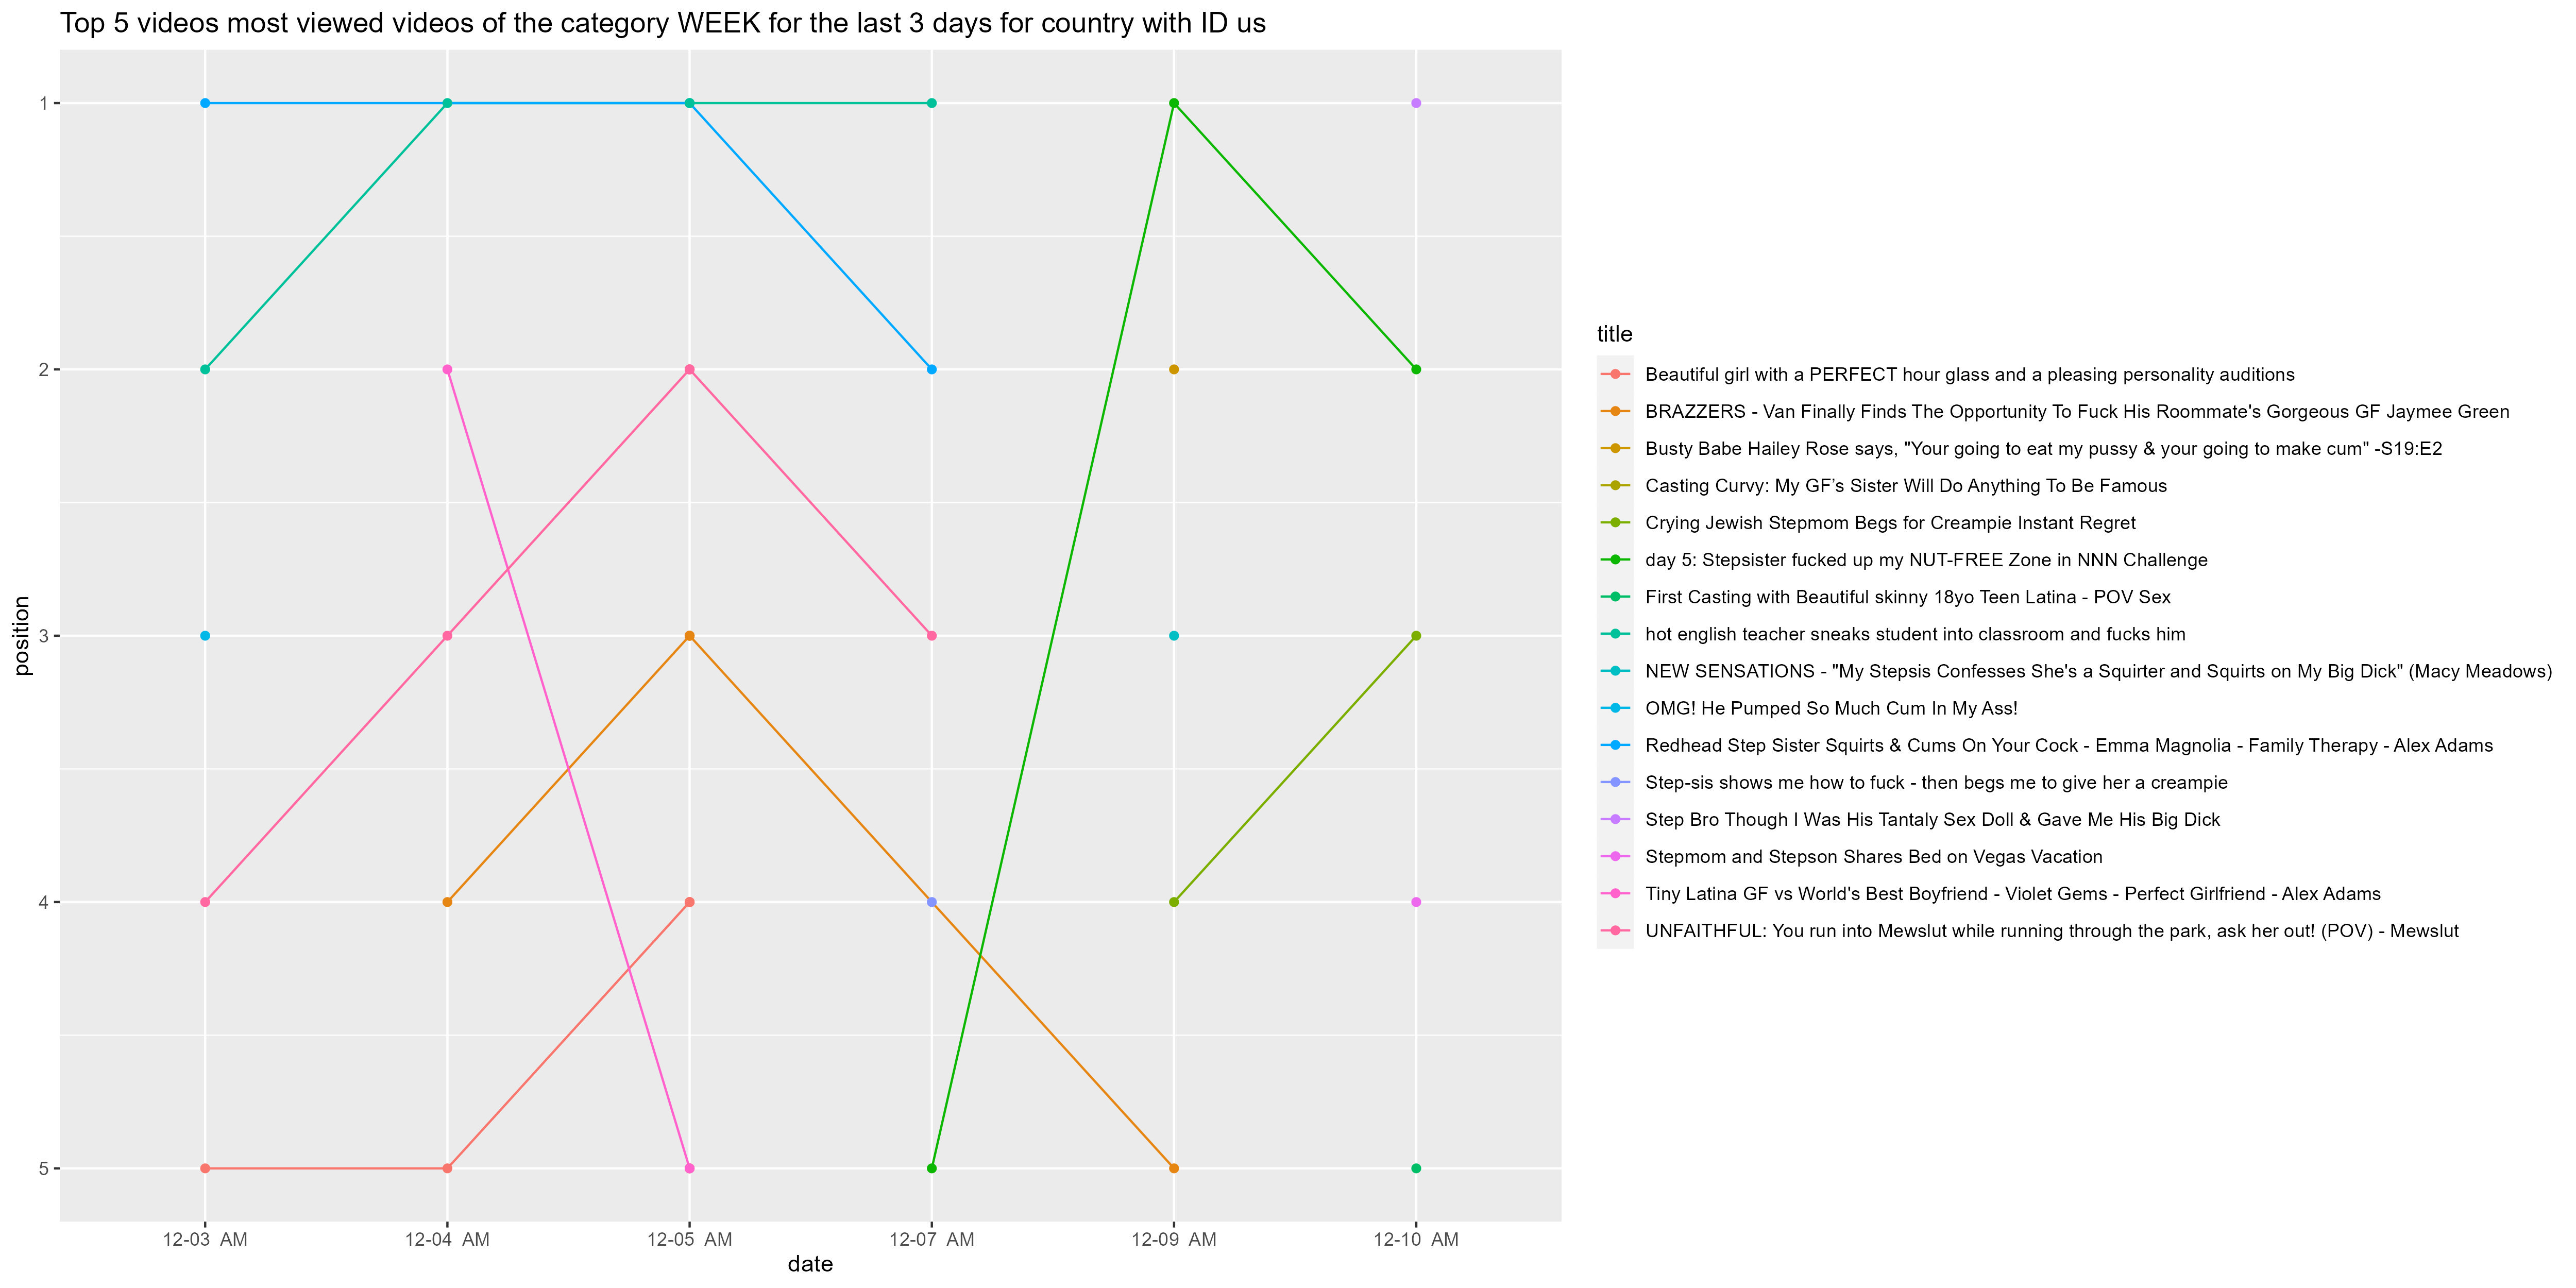 Top 5 videos most viewed videos of the category WEEK for the last 3 days for country with ID us
position
1
2
3
4
5
12-03 AM
12-04 AM
12-05 AM
12-07 AM
12-09 AM
12-10 AM
date
title
Beautiful girl with a PERFECT hour glass and a pleasing personality auditions
BRAZZERS - Van Finally Finds The Opportunity To Fuck His Roommate's Gorgeous GF Jaymee Green
Busty Babe Hailey Rose says, "Your going to eat my pussy & your going to make cum" -S19:E2
Casting Curvy: My GF’s Sister Will Do Anything To Be Famous
Crying Jewish Stepmom Begs for Creampie Instant Regret
day 5: Stepsister fucked up my NUT-FREE Zone in NNN Challenge
First Casting with Beautiful skinny 18yo Teen Latina - POV Sex
hot english teacher sneaks student into classroom and fucks him
NEW SENSATIONS - "My Stepsis Confesses She's a Squirter and Squirts on My Big Dick" (Macy Meadows)
OMG! He Pumped So Much Cum In My Ass!
Redhead Step Sister Squirts & Cums On Your Cock - Emma Magnolia - Family Therapy - Alex Adams
Step-sis shows me how to fuck - then begs me to give her a creampie
Step Bro Though I Was His Tantaly Sex Doll & Gave Me His Big Dick
Stepmom and Stepson Shares Bed on Vegas Vacation
Tiny Latina GF vs World's Best Boyfriend - Violet Gems - Perfect Girlfriend - Alex Adams
UNFAITHFUL: You run into Mewslut while running through the park, ask her out! (POV) - Mewslut